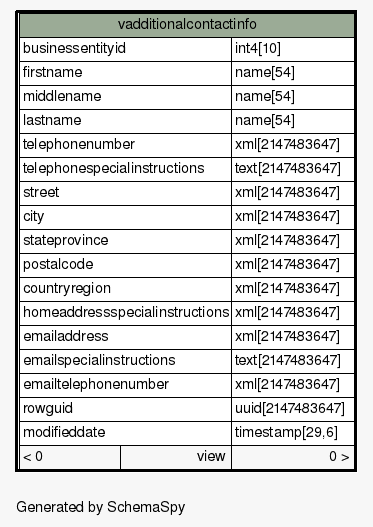 vadditionalcontactinfo
businessentityid int4[10]
firstname name[54]
middlename name[54]
lastname name[54]
telephonenumber xml[2147483647]
telephonespecialinstructions text[2147483647]
street xml[2147483647]
city xml[2147483647]
stateprovince xml[2147483647]
postalcode xml[2147483647]
countryregion xml[2147483647]
homeaddressspecialinstructions xml[2147483647]
emailaddress xml[2147483647]
emailspecialinstructions text[2147483647]
emailtelephonenumber xml[2147483647]
rowguid uuid[2147483647]
modifieddate timestamp[29,6]
< 0 view 0 >
Generated by SchemaSpy